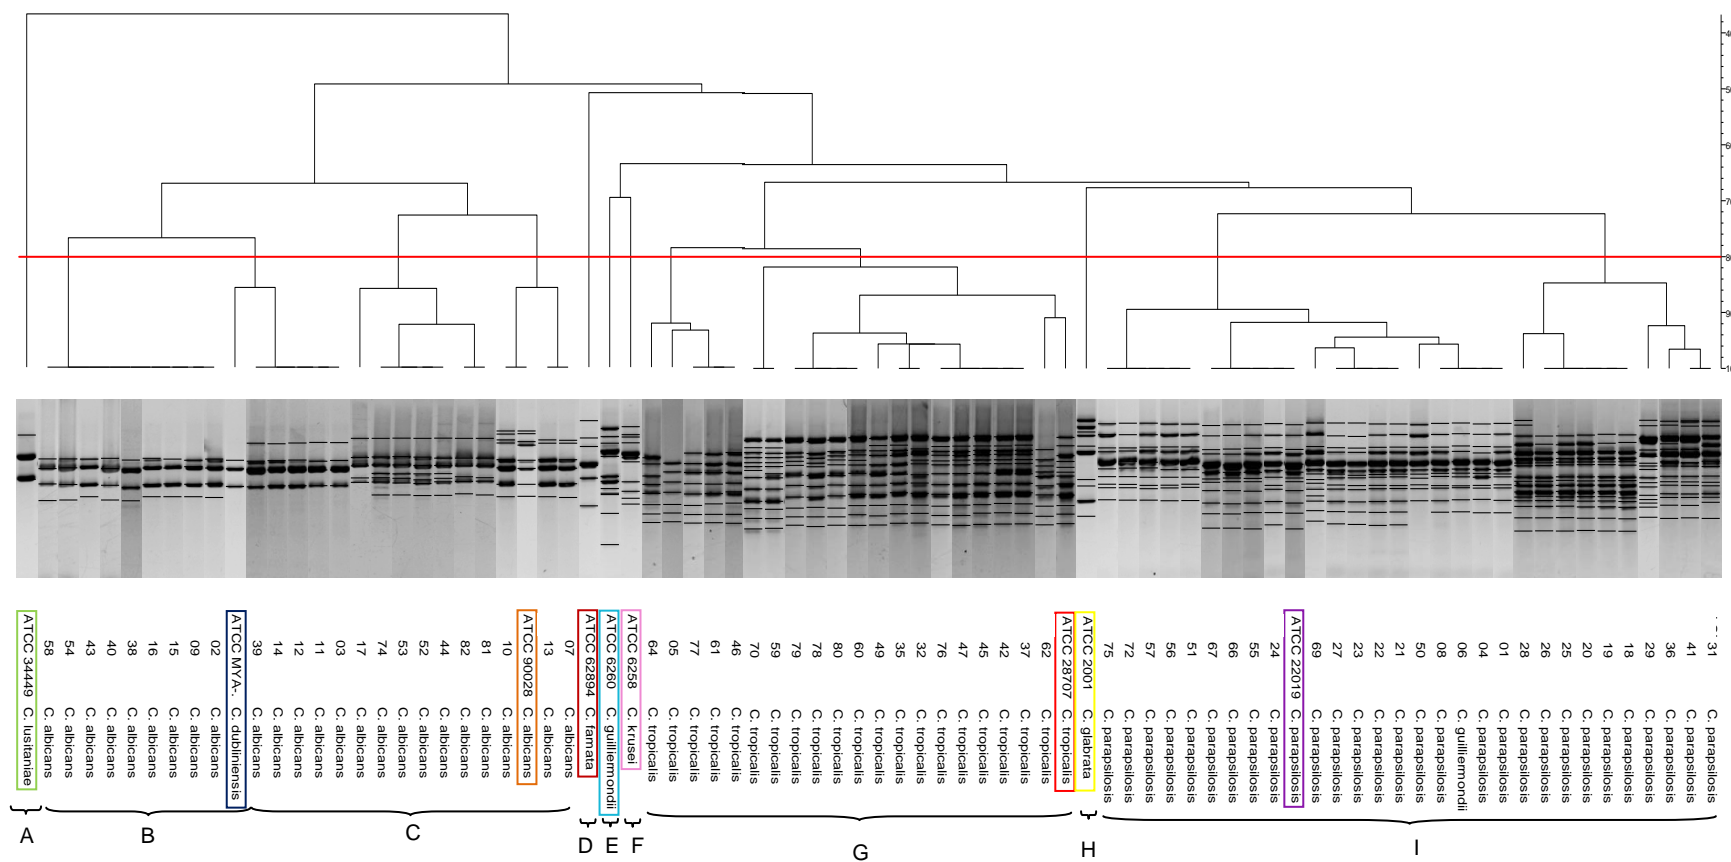 40
50
60
70
80
90
10
ATCC 34449 C. lusitaniae
58 C. albicans
54 C. albicans
43 C. albicans
40 C. albicans
38 C. albicans
16 C. albicans
15 C. albicans
09 C. albicans
02 C. albicans
ATCC MYA-. C. dubliniensis
39 C. albicans
14 C. albicans
12 C. albicans
11 C. albicans
03 C. albicans
17 C. albicans
74 C. albicans
53 C. albicans
52 C. albicans
44 C. albicans
82 C. albicans
81 C. albicans
10 C. albicans
ATCC 90028 C. albicans
13 C. albicans
07 C. albicans
ATCC 62894 C. famata
ATCC 6260 C. guilliermondii
ATCC 6258 C. krusei
64 C. tropicalis
05 C. tropicalis
77 C. tropicalis
61 C. tropicalis
46 C. tropicalis
70 C. tropicalis
59 C. tropicalis
79 C. tropicalis
78 C. tropicalis
80 C. tropicalis
60 C. tropicalis
49 C. tropicalis
35 C. tropicalis
32 C. tropicalis
76 C. tropicalis
47 C. tropicalis
45 C. tropicalis
42 C. tropicalis
37 C. tropicalis
62 C. tropicalis
ATCC 28707 C. tropicalis
ATCC 2001 C. glabrata
75 C. parapsilosis
72 C. parapsilosis
57 C. parapsilosis
56 C. parapsilosis
51 C. parapsilosis
67 C. parapsilosis
66 C. parapsilosis
55 C. parapsilosis
24 C. parapsilosis
ATCC 22019 C. parapsilosis
69 C. parapsilosis
27 C. parapsilosis
23 C. parapsilosis
22 C. parapsilosis
21 C. parapsilosis
50 C. parapsilosis
08 C. parapsilosis
06 C. guilliermondii
04 C. parapsilosis
01 C. parapsilosis
28 C. parapsilosis
26 C. parapsilosis
25 C. parapsilosis
20 C. parapsilosis
19 C. parapsilosis
18 C. parapsilosis
29 C. parapsilosis
36 C. parapsilosis
41 C. parapsilosis
31 C. parapsilosis
A
B
C
D
E
F
G
H
I